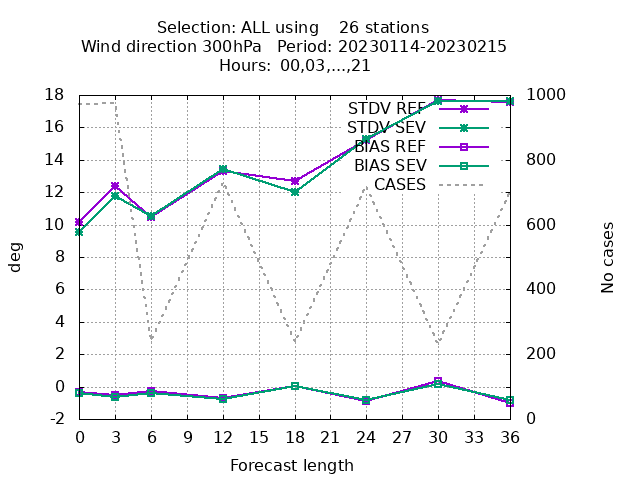 Selection: ALL using    26 stations
Wind direction 300hPa   Period: 20230114-20230215
Hours: 00,03,...,21
18
16
14
12
10
8
6
4
2
0
-2
deg
STDV REF
STDV SEV
BIAS REF
BIAS SEV
CASES
1000
800
600
400
200
0
No cases
0 3 6 9 12 15 18 21 24 27 30 33 36
Forecast length